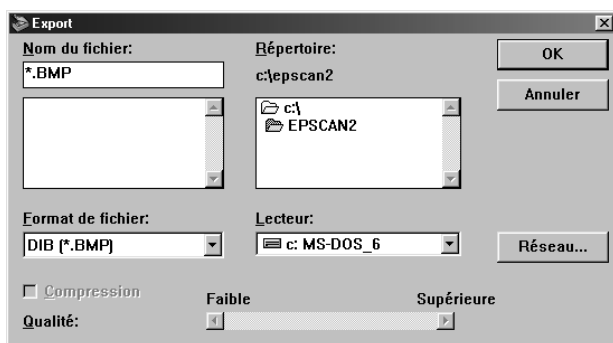 Export
Nom du fichier:
*.BMP
Répertoire:
c:\epscan2
c:\
EPSCAN2
OK
Annuler
Format de fichier:
DIB (*.BMP)
Lecteur:
c: MS-DOS_6
Réseau...
Compression
Qualité:
Faible
Supérieure